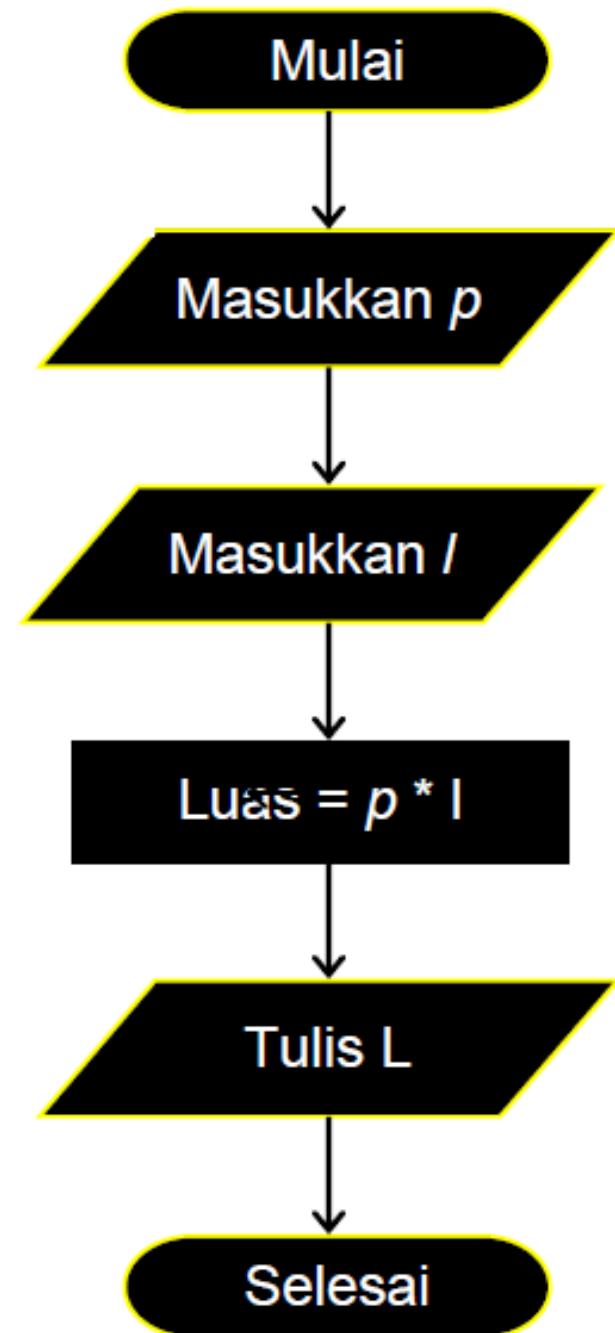 Mulai
Masukkan p
Masukkan l
Luas = p * l
Tulis L
Selesai